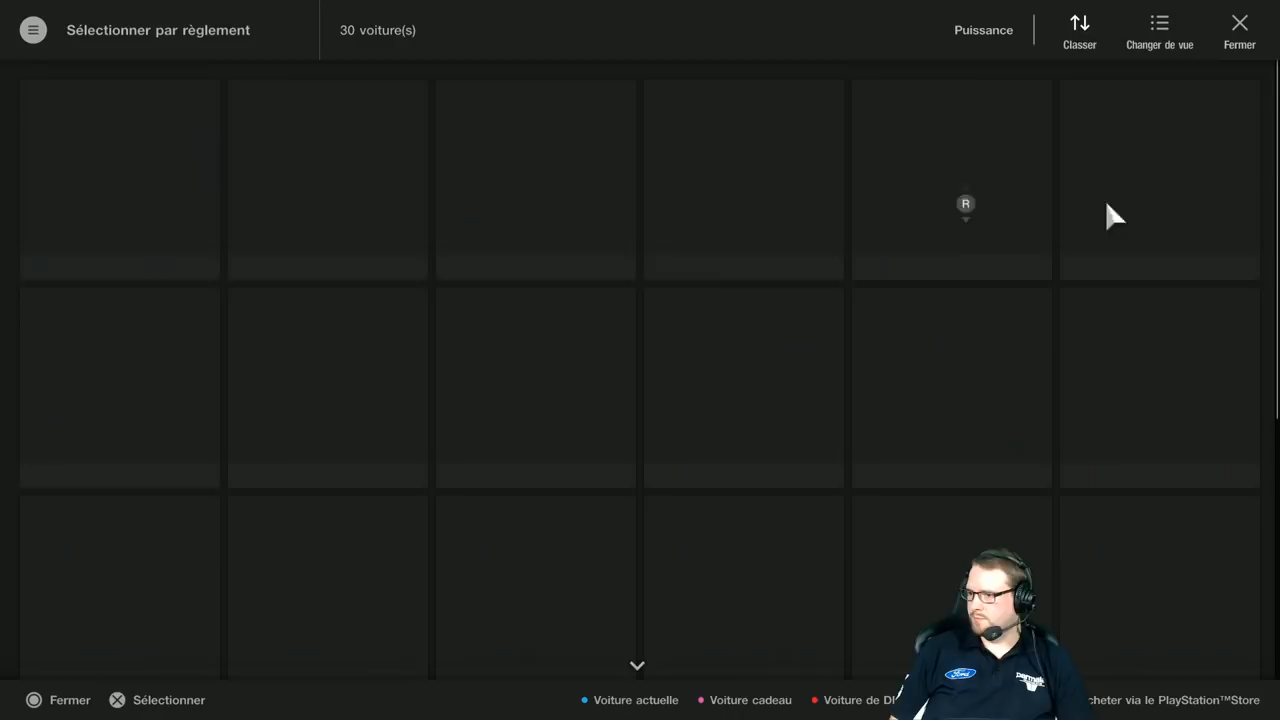 Sélectionner par règlement
30 voiture(s)
Puissance
Classer
Changer de vue
Fermer
R
Fermer
Sélectionner
Voiture actuelle
Voiture cadeau
Voiture de
cheter via le PlayStation™Store
Ford